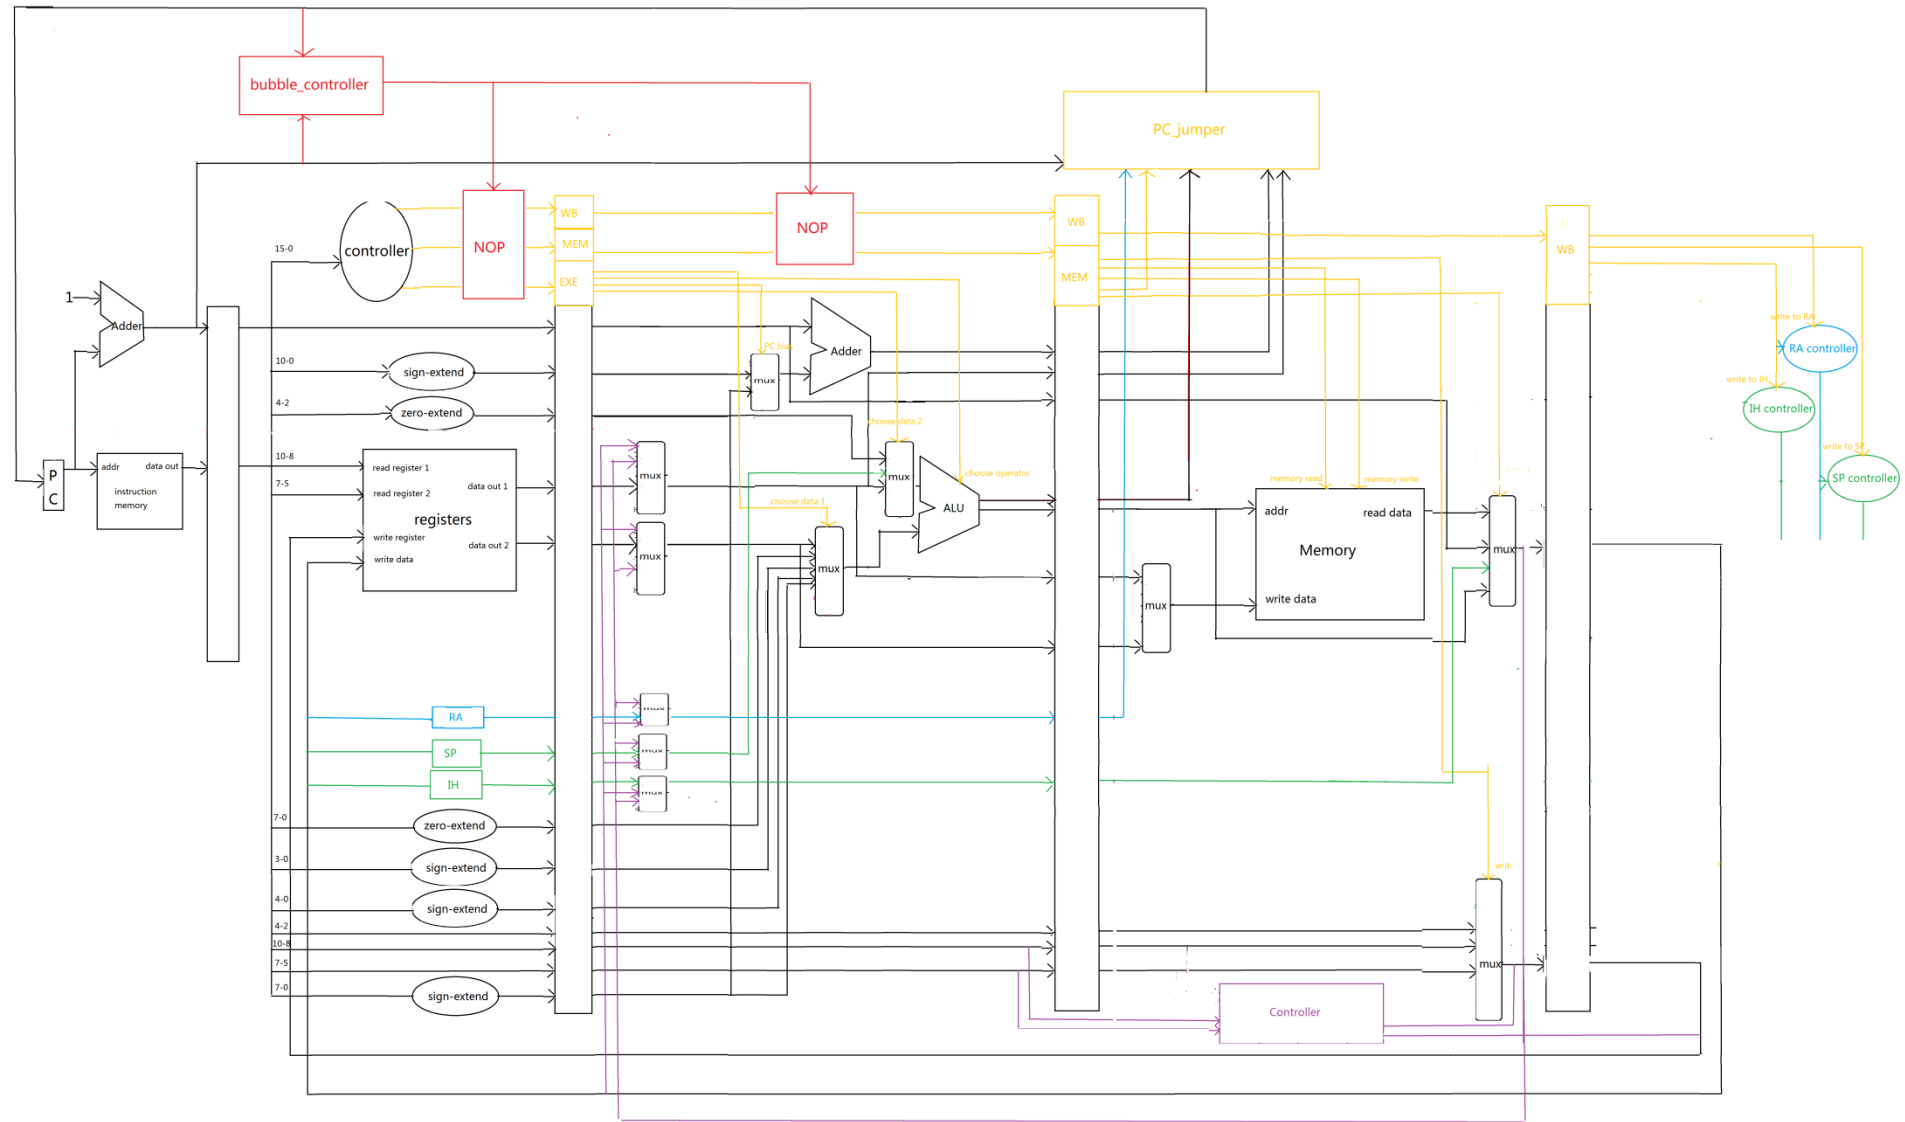 bubble_controller
PC_jumper
NOP
NOP
WB
MEM
EXE
WB
MEM
WB
controller
15-0
1
Adder
Adder
write to RA
RA controller
PC
mux
10-0
sign-extend
4-2
zero-extend
write to IH
IH controller
choose data 2
write to SP
SP controller
10-8
7-5
P
C
addr
data out
instruction
memory
read register 1
read register 2
data out 1
registers
write register
data out 2
write data
mux
mux
mux
choose operator
choose data 1
mux
ALU
memory read
memory write
addr
read data
Memory
write data
mux
mux
RA
SP
IH
mux
mux
mux
7-0
zero-extend
3-0
sign-extend
4-0
sign-extend
4-2
10-8
7-5
7-0
sign-extend
mux
Controller